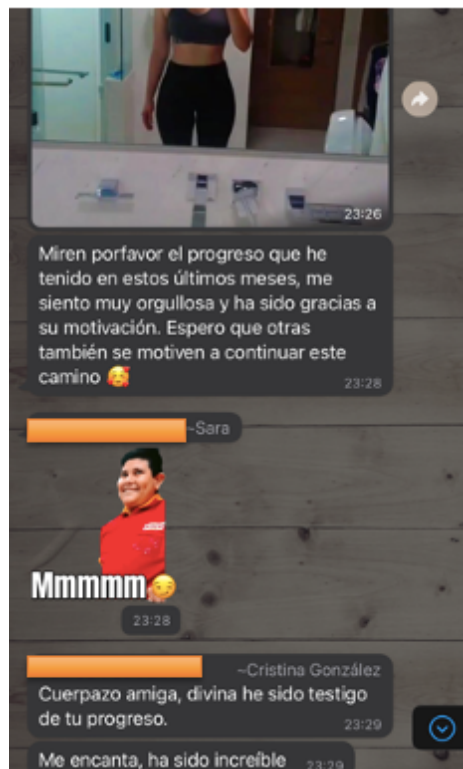 23:26
Miren porfavor el progreso que he
tenido en estos últimos meses, me
siento muy orgullosa y ha sido gracias a
su motivación. Espero que otras
también se motiven a continuar este
camino 🥰
23:28
~Sara
Mmmmm😏
23:28
~Cristina González
Cuerpazo amiga, divina he sido testigo
de tu progreso.
23:29
Me encanta, ha sido increíble
23:29